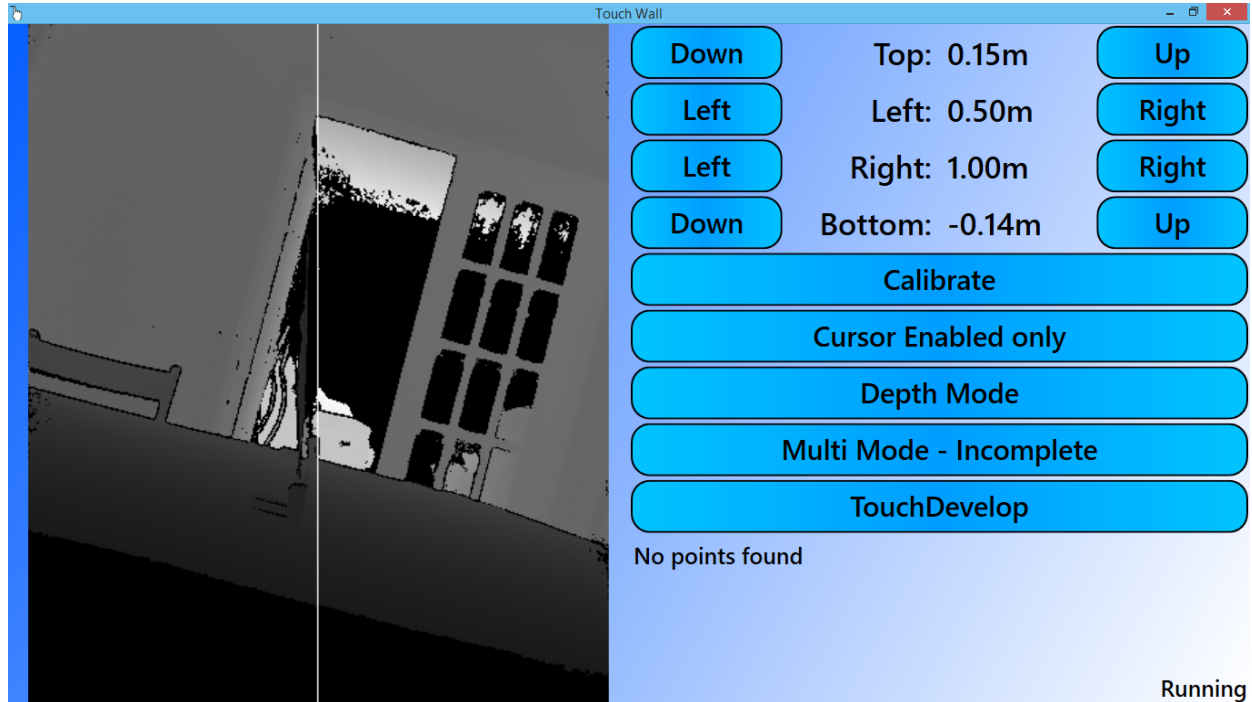 Touch Wall
Down Top: 0.15m Up
Left Left: 0.50m Right
Left Right: 1.00m Right
Down Bottom: -0.14m Up
Calibrate
Cursor Enabled only
Depth Mode
Multi Mode - Incomplete
TouchDevelop
No points found
Running